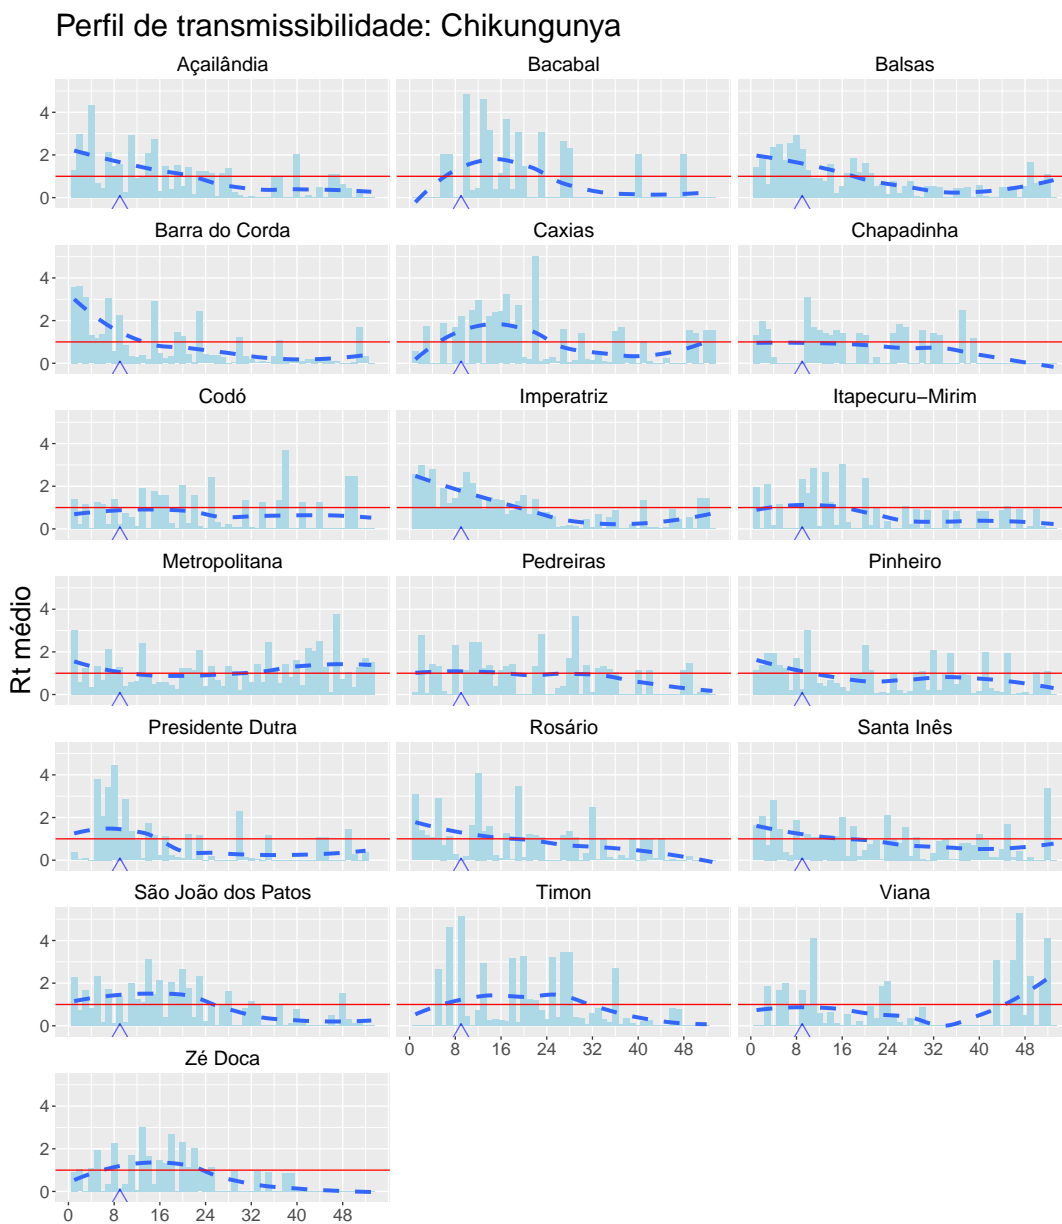 Perfil de transmissibilidade: Chikungunya
Açailândia Bacabal Balsas
4
2
0
Barra do Corda Caxias Chapadinha
4
2
0
Codó Imperatriz Itapecuru−Mirim
4
2
0
Metropolitana Pedreiras Pinheiro
4
2
0
Rt médio
Presidente Dutra Rosário Santa Inês
4
2
0
São João dos Patos Timon Viana
4
2
0
0 8 16 24 32 40 48 0 8 16 24 32 40 48
Zé Doca
4
2
0
0 8 16 24 32 40 48